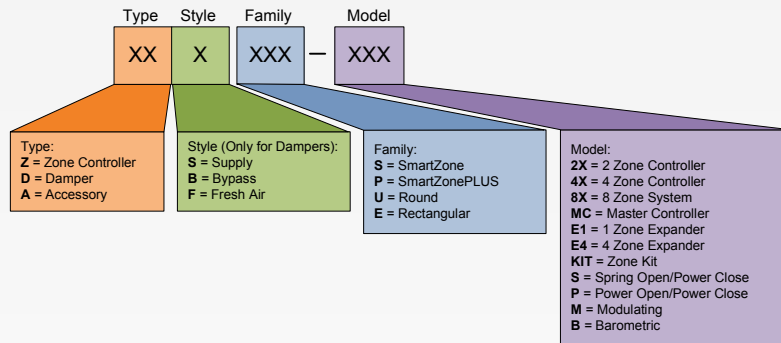 Type Style Family Model
XX X XXX – XXX
Type:
Z = Zone Controller
D = Damper
A = Accessory
Style (Only for Dampers):
S = Supply
B = Bypass
F = Fresh Air
Family:
S = SmartZone
P = SmartZonePLUS
U = Round
E = Rectangular
Model:
2X = 2 Zone Controller
4X = 4 Zone Controller
8X = 8 Zone System
MC = Master Controller
E1 = 1 Zone Expander
E4 = 4 Zone Expander
KIT = Zone Kit
S = Spring Open/Power Close
P = Power Open/Power Close
M = Modulating
B = Barometric